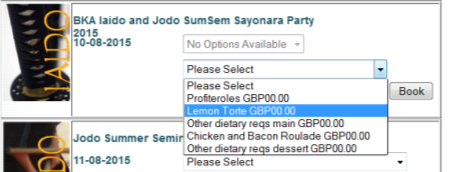 BKA Iaido and Jodo SumSem Sayonara Party
2015
10-08-2015
No Options Available
Please Select
Book
Please Select
Profiteroles GBP00.00
Lemon Torte GBP00.00
Other dietary reqs main GBP00.00
Chicken and Bacon Roulade GBP00.00
Other dietary reqs dessert GBP00.00
IAIDO
Jodo Summer Semin
11-08-2015
Please Select